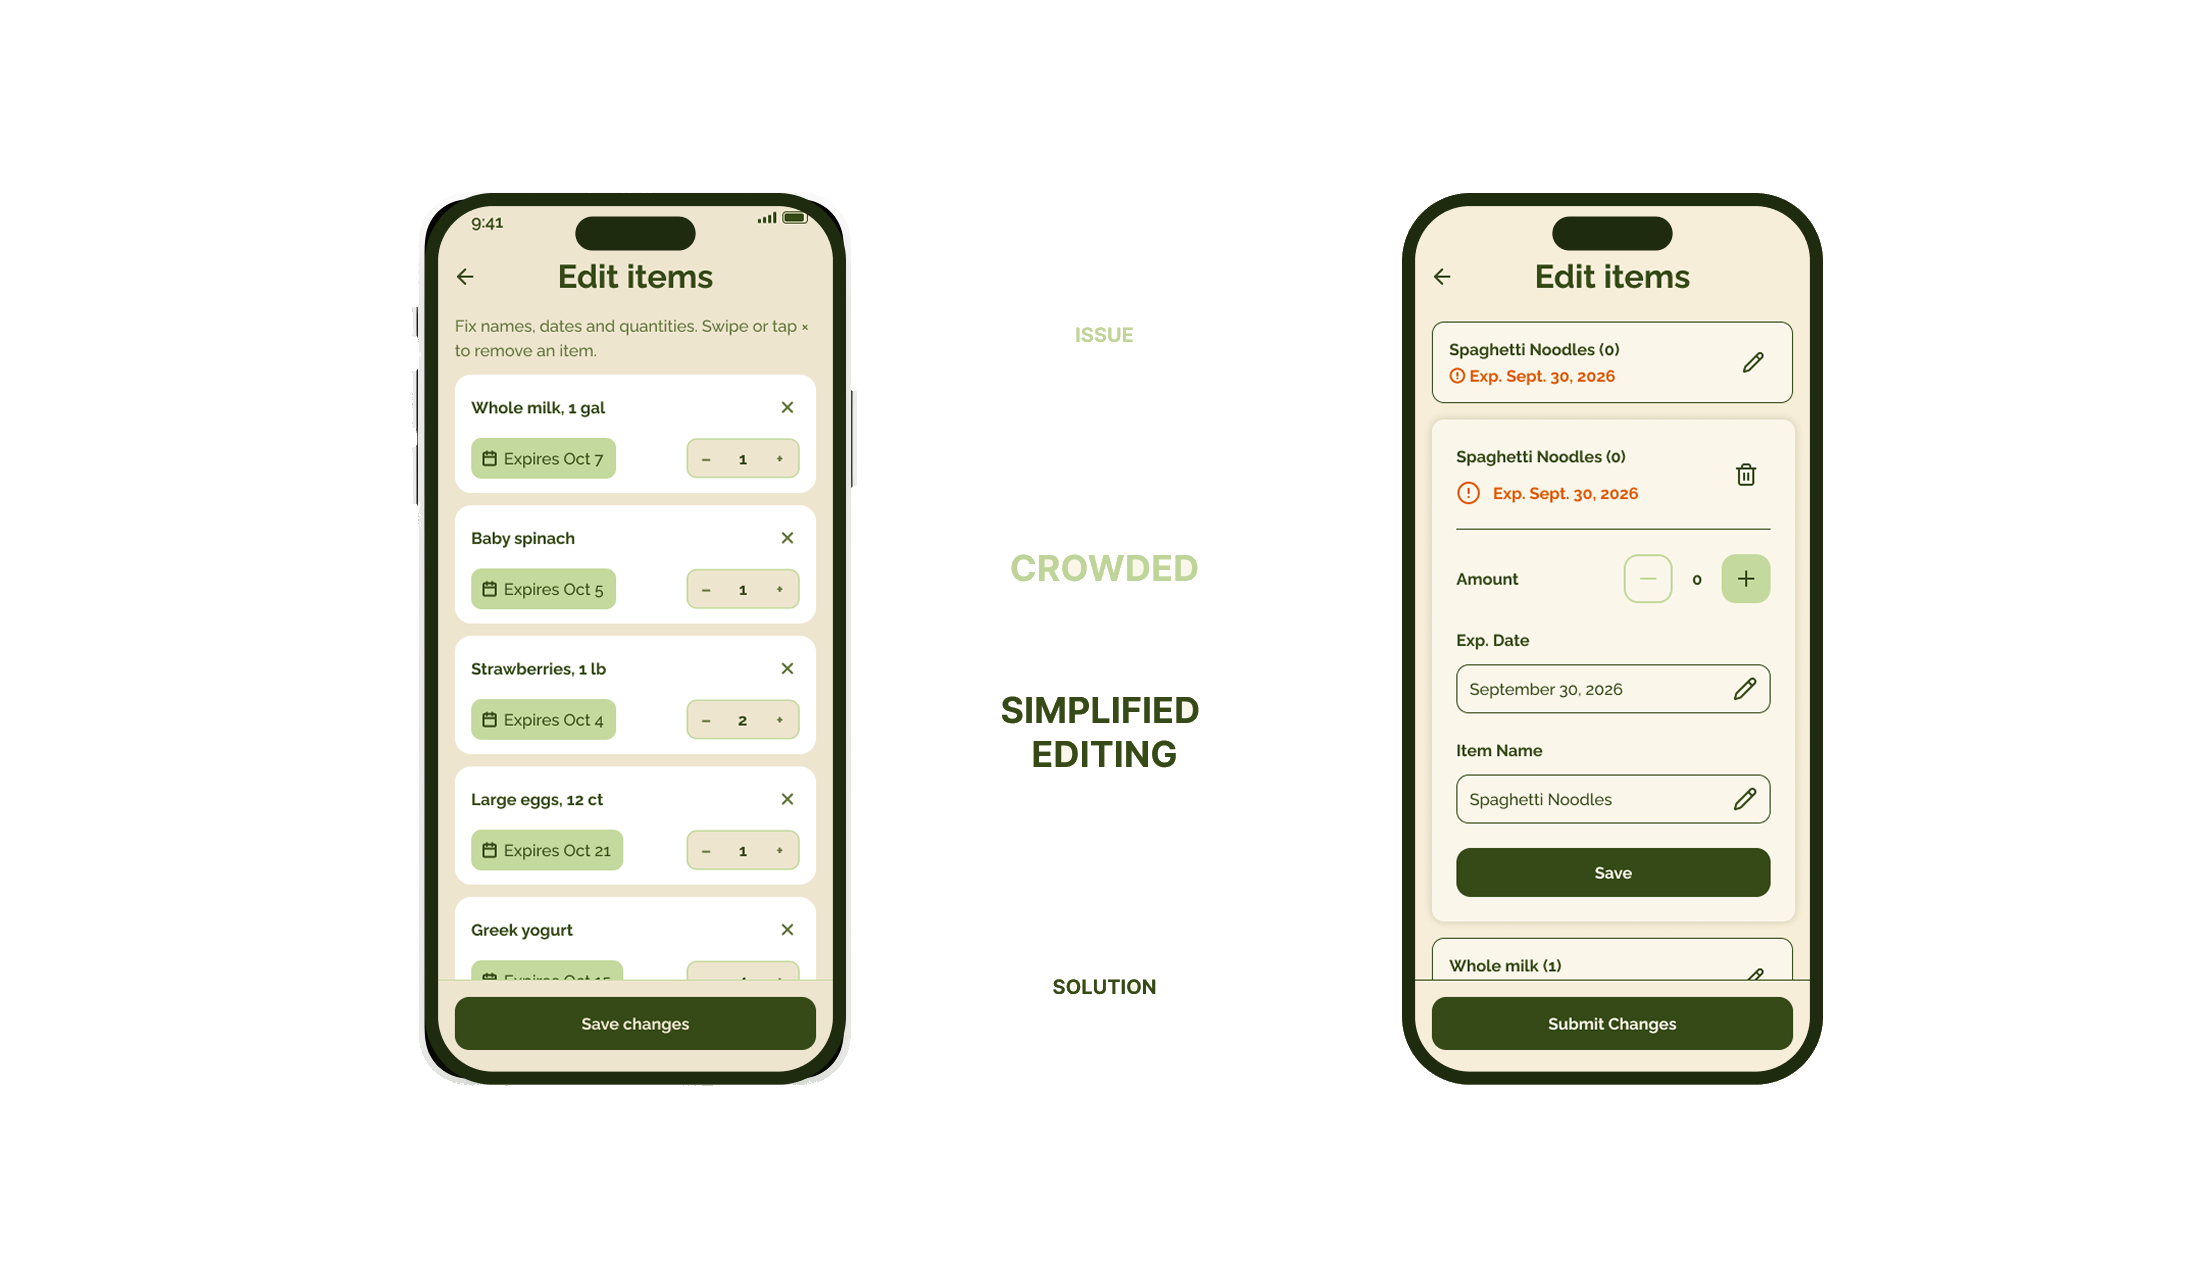 9:41
Edit items
Fix names, dates and quantities. Swipe or tap ×
to remove an item.
Whole milk, 1 gal
Expires Oct 7
– 1 +
Baby spinach
Expires Oct 5
– 1 +
Strawberries, 1 lb
Expires Oct 4
– 2 +
Large eggs, 12 ct
Expires Oct 21
– 1 +
Greek yogurt
Save changes
ISSUE
CROWDED
SIMPLIFIED
EDITING
SOLUTION
Edit items
Spaghetti Noodles (0)
Exp. Sept. 30, 2026
Spaghetti Noodles (0)
Exp. Sept. 30, 2026
Amount
0
Exp. Date
September 30, 2026
Item Name
Spaghetti Noodles
Save
Whole milk (1)
Submit Changes